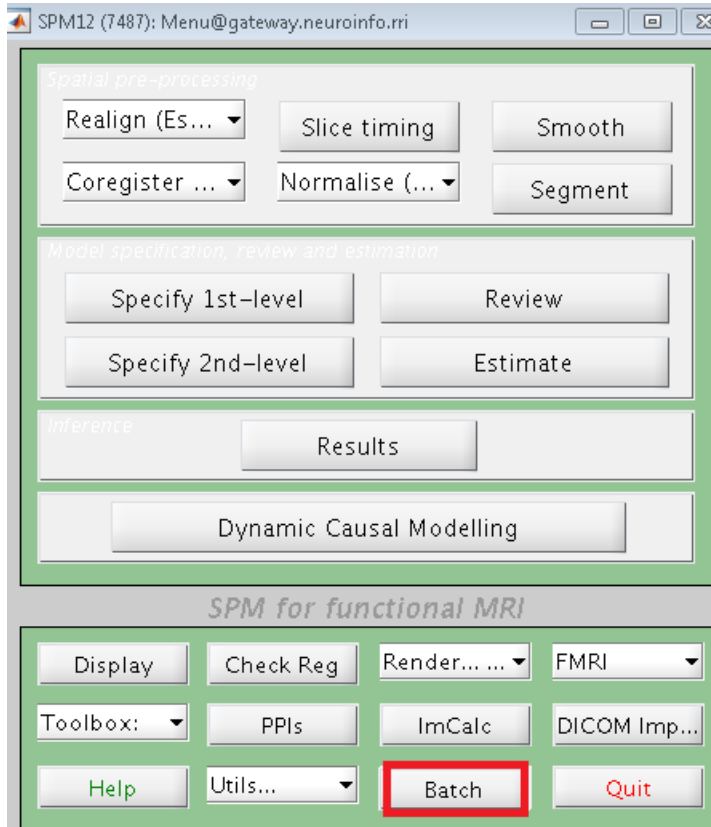 SPM12 (7487): Menu@gateway.neuroinfo.rri
Spatial pre-processing
Realign (Es... Slice timing Smooth
Coregister ... Normalise (... Segment
Model specification, review and estimation
Specify 1st-level Review
Specify 2nd-level Estimate
Inference
Results
Dynamic Causal Modelling
SPM for functional MRI
Display Check Reg Render... ... FMRI
Toolbox: PPIs ImCalc DICOM Imp...
Help Utils... Batch Quit